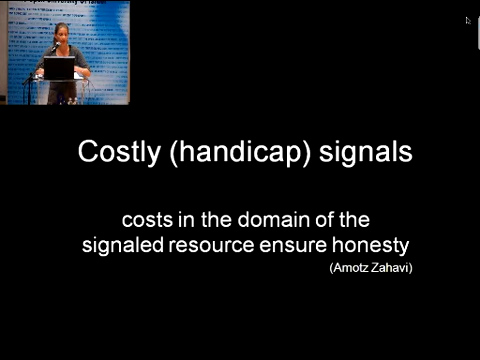 Costly (handicap) signals
costs in the domain of the
signaled resource ensure honesty
(Amotz Zahavi)